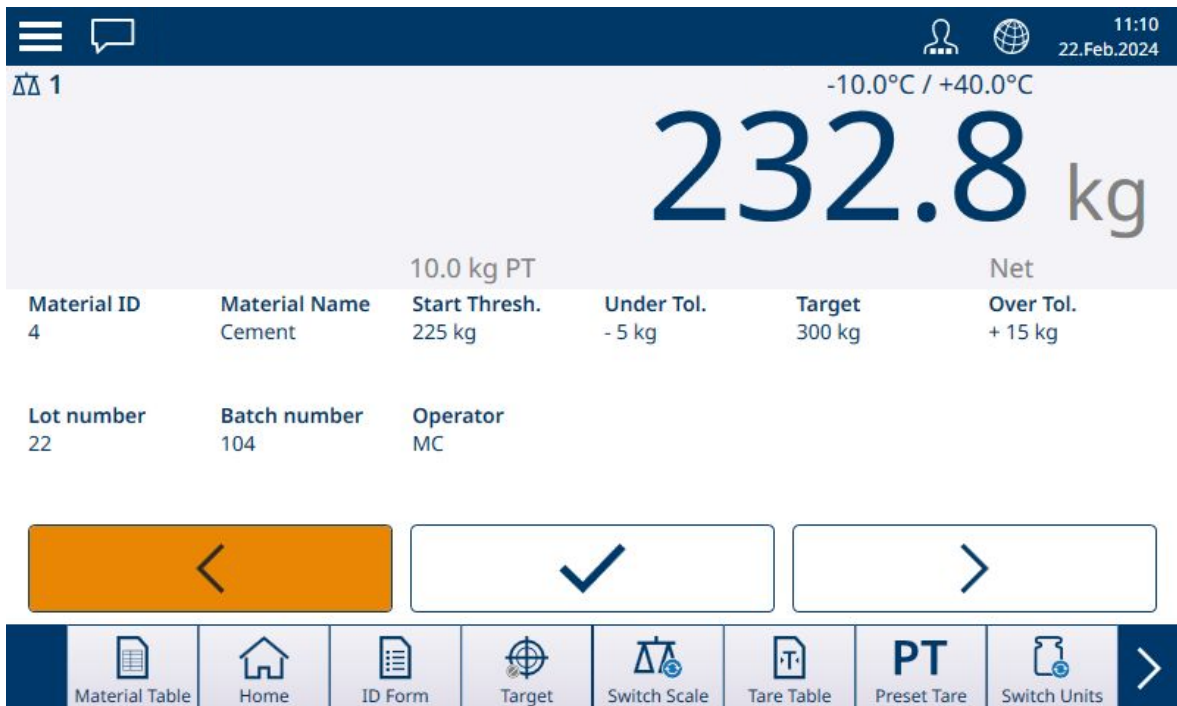 11:10
22.Feb.2024
1
-10.0°C / +40.0°C
232.8 kg
10.0 kg PT Net
Material ID Material Name Start Thresh. Under Tol. Target Over Tol.
4 Cement 225 kg - 5 kg 300 kg + 15 kg
Lot number Batch number Operator
22 104 MC
PT
Material Table Home ID Form Target Switch Scale Tare Table Preset Tare Switch Units